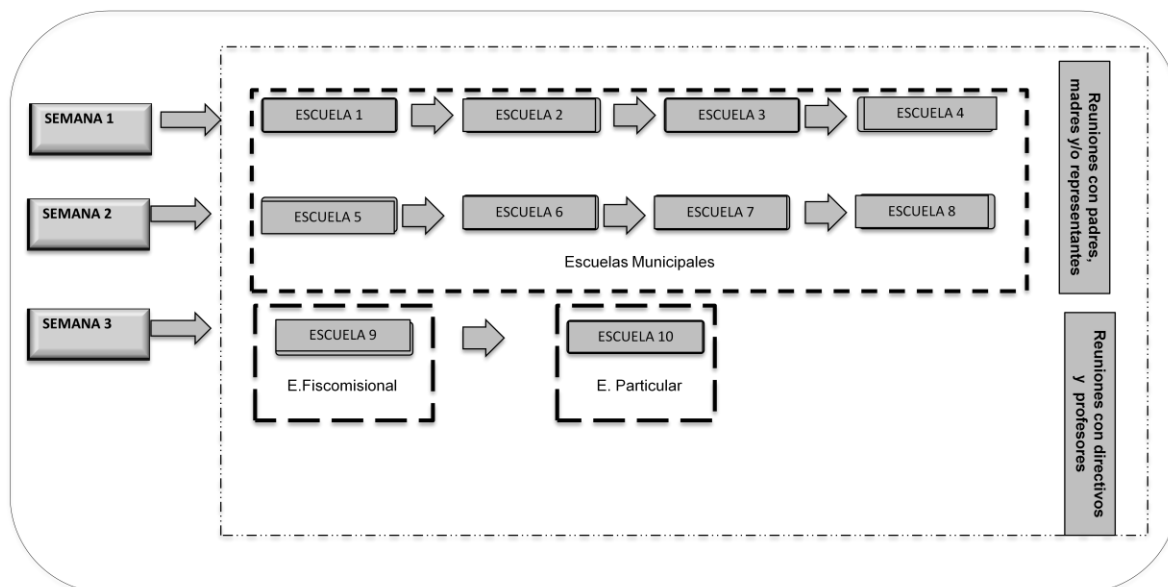 SEMANA 1
ESCUELA 1
ESCUELA 2
ESCUELA 3
ESCUELA 4
SEMANA 2
ESCUELA 5
ESCUELA 6
ESCUELA 7
ESCUELA 8
Escuelas Municipales
SEMANA 3
ESCUELA 9
ESCUELA 10
E.Fiscomisional
E. Particular
Reuniones con padres,
madres y/o representantes
Reuniones con directivos
y profesores